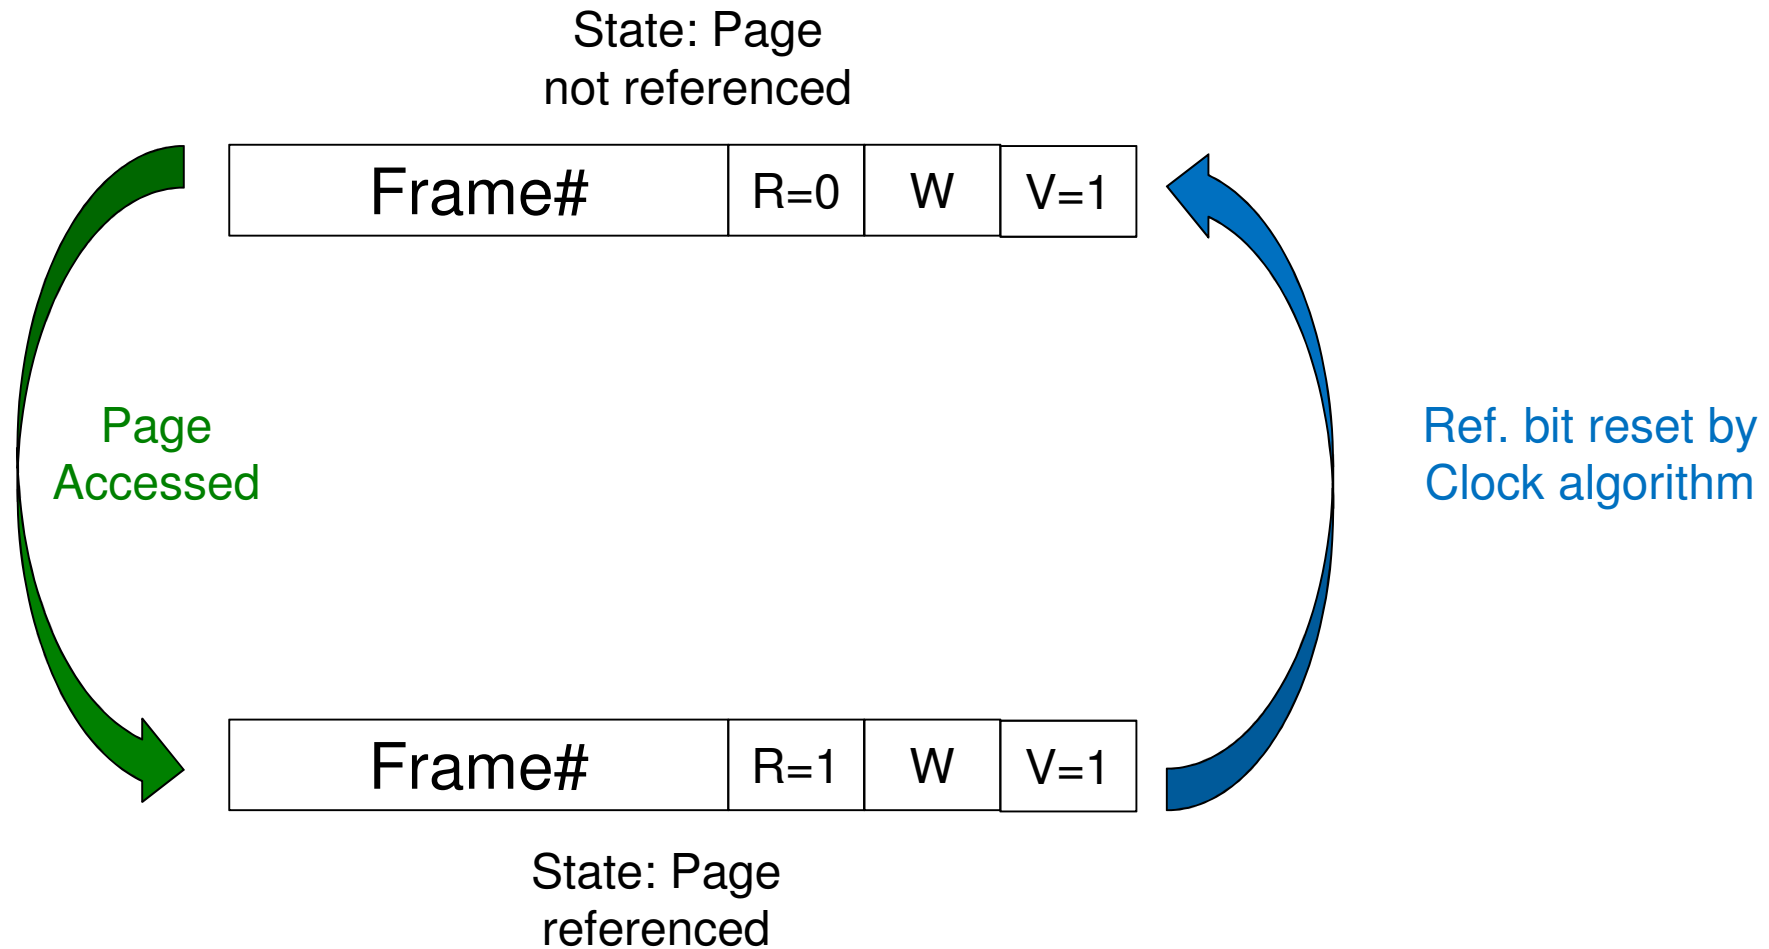 State: Page
not referenced
Frame# R=0 W V=1
Page
Accessed
Ref. bit reset by
Clock algorithm
Frame# R=1 W V=1
State: Page
referenced